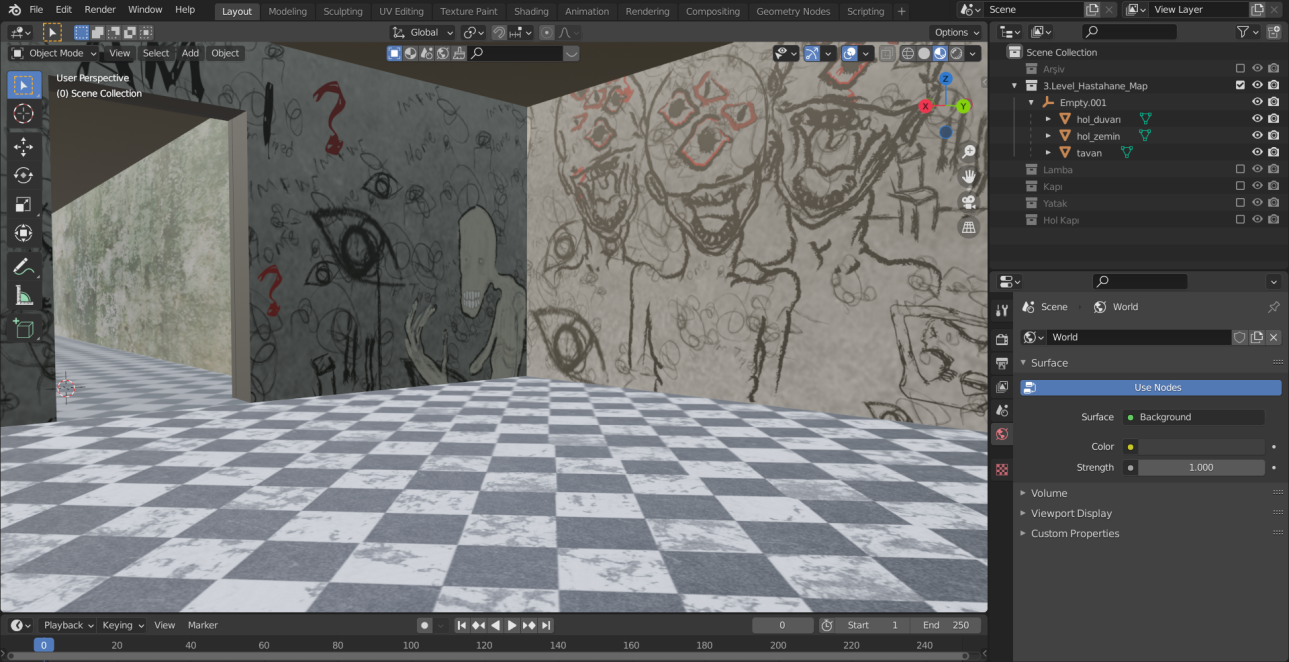 File Edit Render Window Help Layout Modeling Sculpting UV Editing Texture Paint Shading Animation Rendering Compositing Geometry Nodes Scripting + Scene View Layer
Global Options
Object Mode View Select Add Object
User Perspective
(0) Scene Collection
Z
X
Y
?
?
Scene Collection
Arşiv
3.Level_Hastahane_Map
Empty.001
hol_duvan
hol_zemin
tavan
Lamba
Kapı
Yatak
Hol Kapı
Scene World
World
Surface
Use Nodes
Surface Background
Color
Strength 1.000
Volume
Viewport Display
Custom Properties
Playback Keying View Marker 0 Start 1 End 250
0 20 40 60 80 100 120 140 160 180 200 220 240